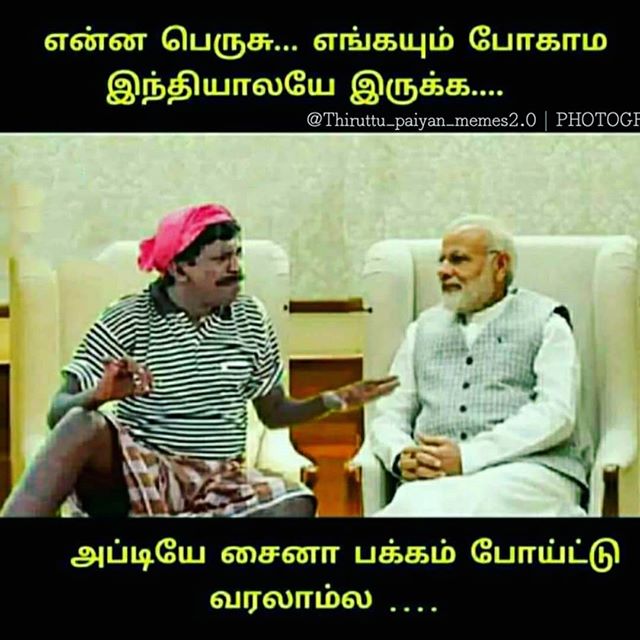 என்ன பெருசு... எங்கயும் போகாம
இந்தியாலயே இருக்க....
@Thiruttu_paiyan_memes2.0 | PHOTOGR
அப்டியே சைனா பக்கம் போய்ட்டு
வரலாம்ல ....